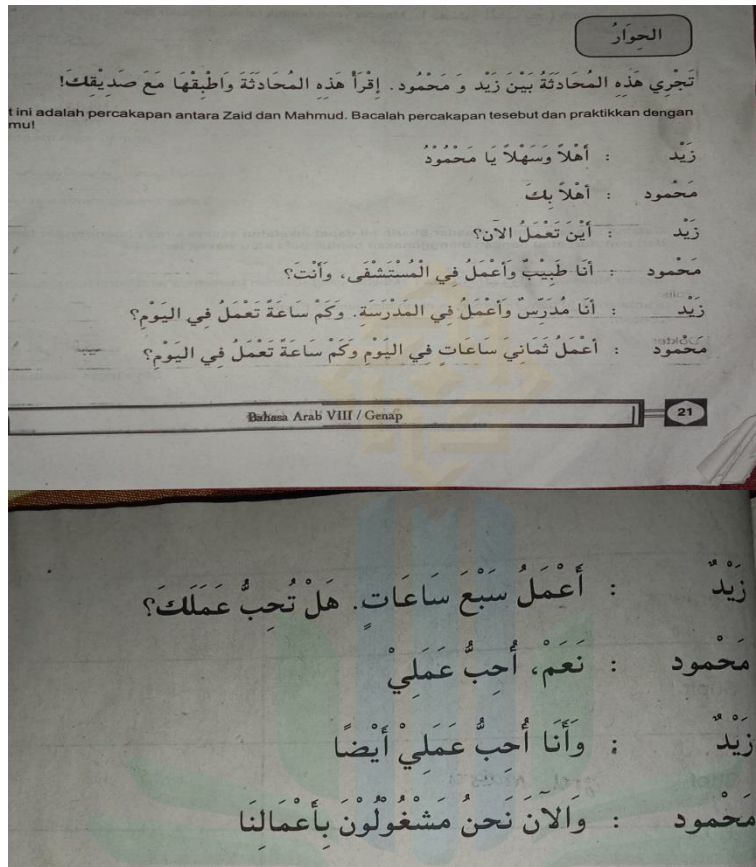 الحِوَارُ
تَجْرِي هَذِهِ المُحَادَثَةُ بَيْنَ زَيْد وَ مَحْمُود. إِقْرَأْ هَذِهِ المُحَادَثَةَ وَاطْبِقْهَا مَعَ صَدِيْقِكَ!
t ini adalah percakapan antara Zaid dan Mahmud. Bacalah percakapan tesebut dan praktikkan dengan
mu!
زَيْد : أَهْلاً وَسَهْلاً يَا مَحْمُوْدُ
مَحْمود : أَهْلاً بِكَ
زَيْد : أَيْنَ تَعْمَلُ الآنَ؟
مَحْمود : أَنَا طَبِيْبٌ وَأَعْمَلُ فِي الْمُسْتَشْفَى، وَأَنْتَ؟
زَيْد : أَنَا مُدَرِّسٌ وَأَعْمَلُ فِي المَدْرَسَةِ. وَكَمْ سَاعَةً تَعْمَلُ فِي اليَوْمِ؟
مَحْمود : أَعْمَلُ ثَمَانِيَ سَاعَاتٍ فِي اليَوْمِ وَكَمْ سَاعَةً تَعْمَلُ فِي اليَوْمِ؟
Bahasa Arab VIII / Genap
21
زَيْدٌ : أَعْمَلُ سَبْعَ سَاعَاتٍ. هَلْ تُحِبُّ عَمَلَكَ؟
مَحْمود : نَعَمْ، أُحِبُّ عَمَلِيْ
زَيْدٌ : وَأَنَا أُحِبُّ عَمَلِيْ أَيْضًا
مَحْمود : وَالآنَ نَحنُ مَشْغُوْلُوْنَ بِأَعْمَالِنَا